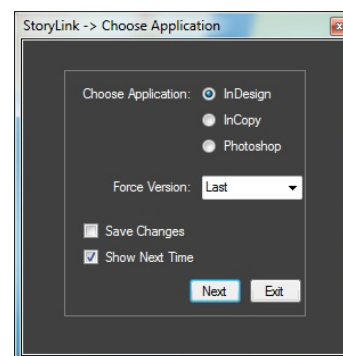 StoryLink -> Choose Application
Choose Application: InDesign
InCopy
Photoshop
Force Version: Last
Save Changes
Show Next Time
Next Exit